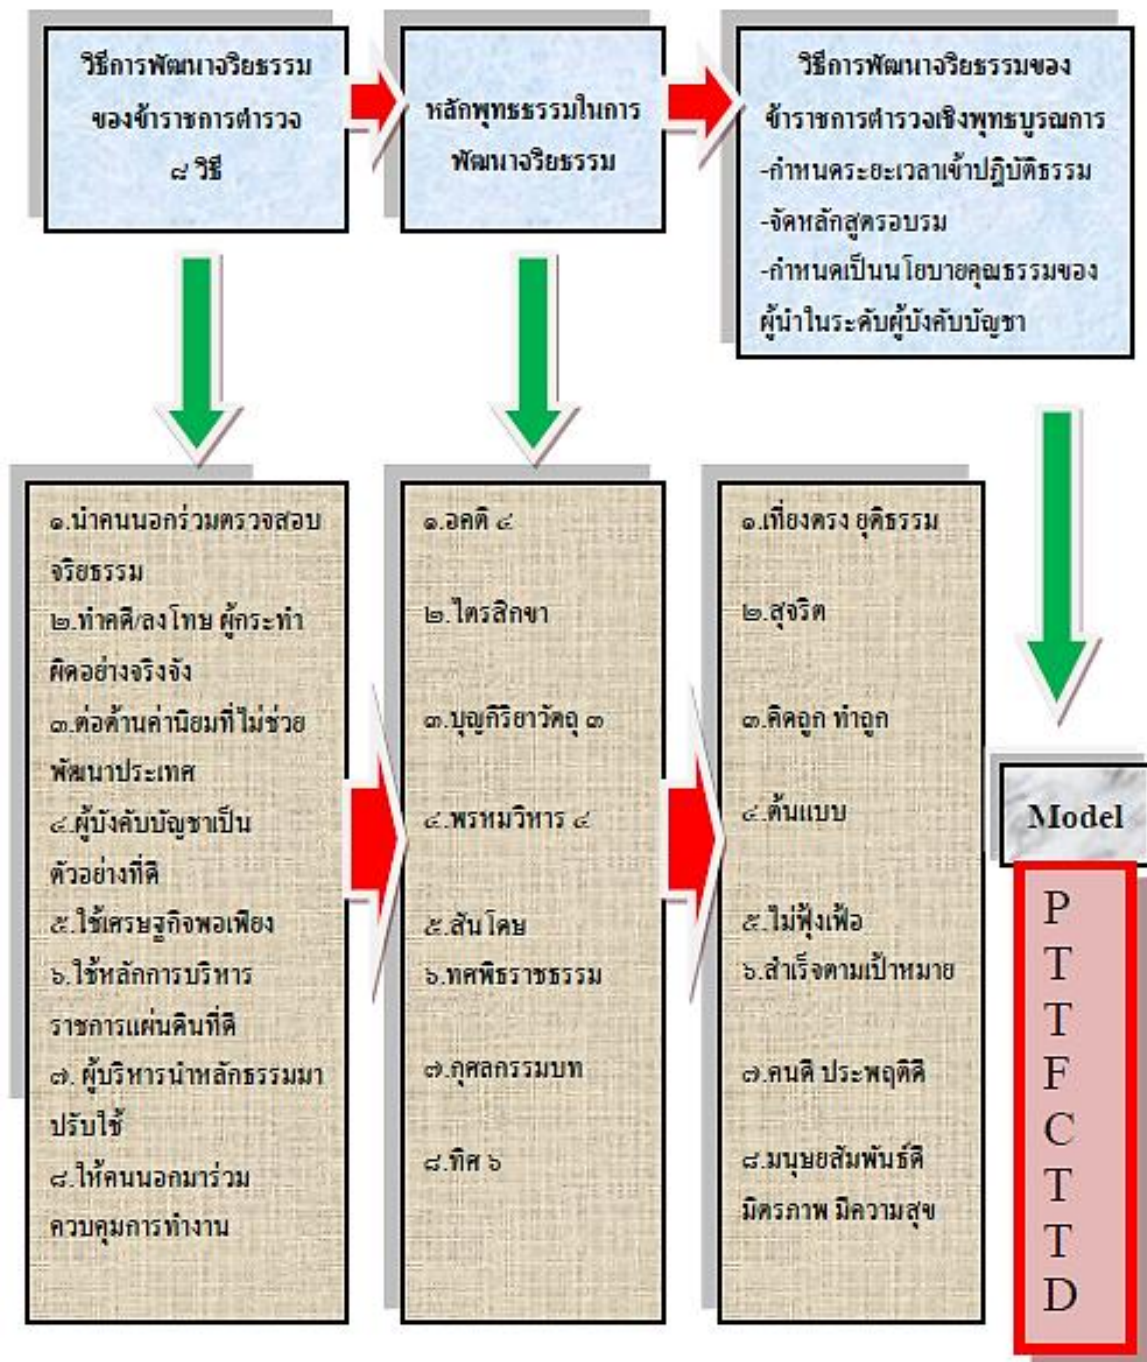 วิธีการพัฒนาจริยธรรม
ของข้าราชการตำรวจ
๘ วิธี
หลักพุทธธรรมในการ
พัฒนาจริยธรรม
วิธีการพัฒนาจริยธรรมของ
ข้าราชการตำรวจเชิงพุทธบูรณการ
-กำหนดระยะเวลาเข้าปฏิบัติธรรม
-จัดหลักสูตรอบรม
-กำหนดเป็นนโยบายคุณธรรมของ
ผู้นำในระดับผู้บังคับบัญชา
๑.นำคนนอกร่วมตรวจสอบ
จริยธรรม
๒.ทำคดี/ลงโทษ ผู้กระทำ
ผิดอย่างจริงจัง
๓.ต่อต้านค่านิยมที่ไม่ช่วย
พัฒนาประเทศ
๔.ผู้บังคับบัญชาเป็น
ตัวอย่างที่ดี
๕.ใช้เศรษฐกิจพอเพียง
๖.ใช้หลักการบริหาร
ราชการแผ่นดินที่ดี
๗. ผู้บริหารนำหลักธรรมมา
ปรับใช้
๘.ให้คนนอกมาร่วม
ควบคุมการทำงาน
๑.อคติ ๔
๒.ไตรสิกขา
๓.บุญกิริยาวัตถุ ๓
๔.พรหมวิหาร ๔
๕.สันโดษ
๖.ทศพิธราชธรรม
๗.กุศลกรรมบท
๘.ทิศ ๖
๑.เที่ยงตรง ยุติธรรม
๒.สุจริต
๓.คิดถูก ทำถูก
๔.ต้นแบบ
๕.ไม่ฟุ้งเฟ้อ
๖.สำเร็จตามเป้าหมาย
๗.คนดี ประพฤติดี
๘.มนุษยสัมพันธ์ดี
มิตรภาพ มีความสุข
Model
P
T
T
F
C
T
T
D